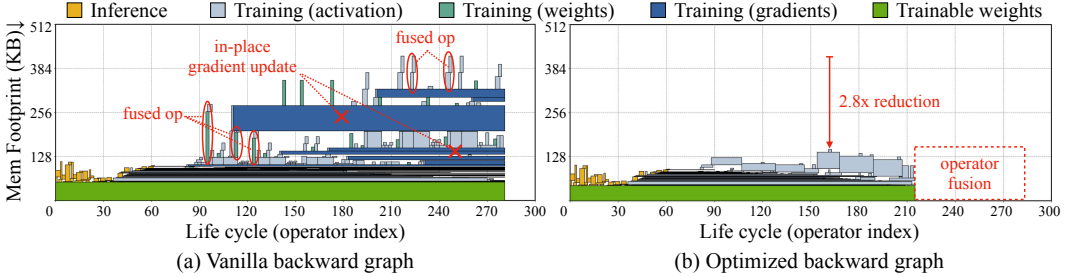 Inference Training (activation) Training (weights) Training (gradients) Trainable weights
Mem Footprint (KB)↓
512
384
256
128
fused op
in-place
gradient update
fused op
0 30 60 90 120 150 180 210 240 270 300
Life cycle (operator index)
(a) Vanilla backward graph
512
384
256
128
2.8x reduction
operator
fusion
0 30 60 90 120 150 180 210 240 270 300
Life cycle (operator index)
(b) Optimized backward graph